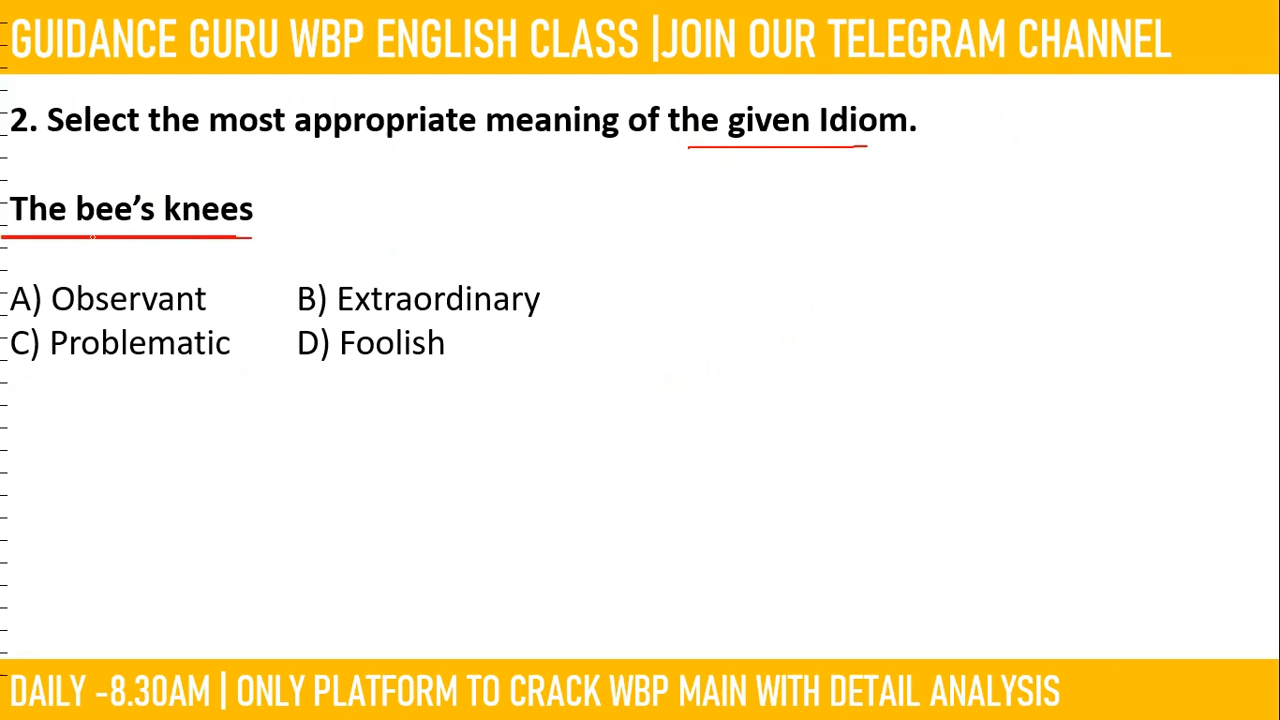 GUIDANCE GURU WBP ENGLISH CLASS |JOIN OUR TELEGRAM CHANNEL
2. Select the most appropriate meaning of the given Idiom.
The bee’s knees
A) Observant B) Extraordinary
C) Problematic D) Foolish
DAILY -8.30AM | ONLY PLATFORM TO CRACK WBP MAIN WITH DETAIL ANALYSIS